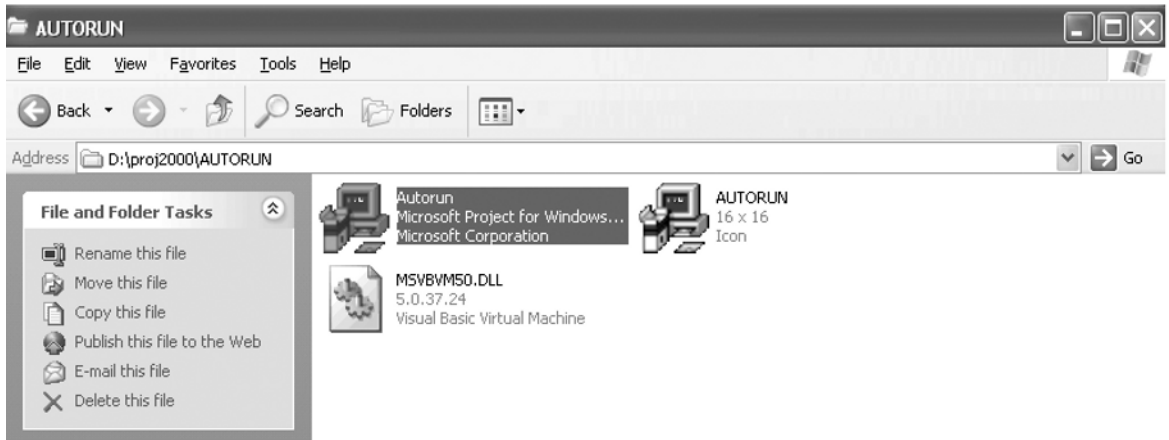 AUTORUN
File Edit View Favorites Tools Help
Back Search Folders
Address D:\proj2000\AUTORUN Go
File and Folder Tasks
Rename this file
Move this file
Copy this file
Publish this file to the Web
E-mail this file
Delete this file
Autorun
Microsoft Project for Windows...
Microsoft Corporation
AUTORUN
16 x 16
Icon
MSVBVM50.DLL
5.0.37.24
Visual Basic Virtual Machine